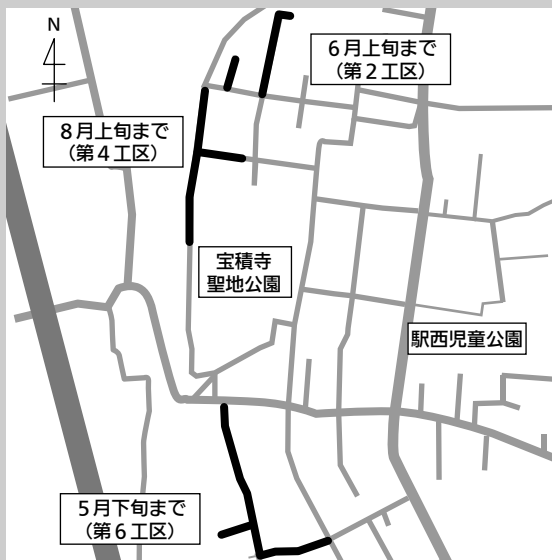 N
6月上旬まで
(第2工区)
8月上旬まで
(第4工区)
宝積寺
聖地公園
駅西児童公園
5月下旬まで
(第6工区)